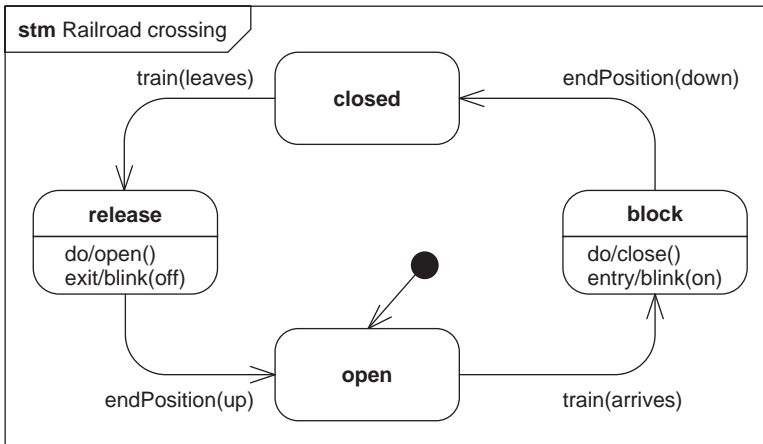 stm Railroad crossing
train(leaves)
closed
endPosition(down)
release
do/open()
exit/blink(off)
block
do/close()
entry/blink(on)
open
endPosition(up)
train(arrives)